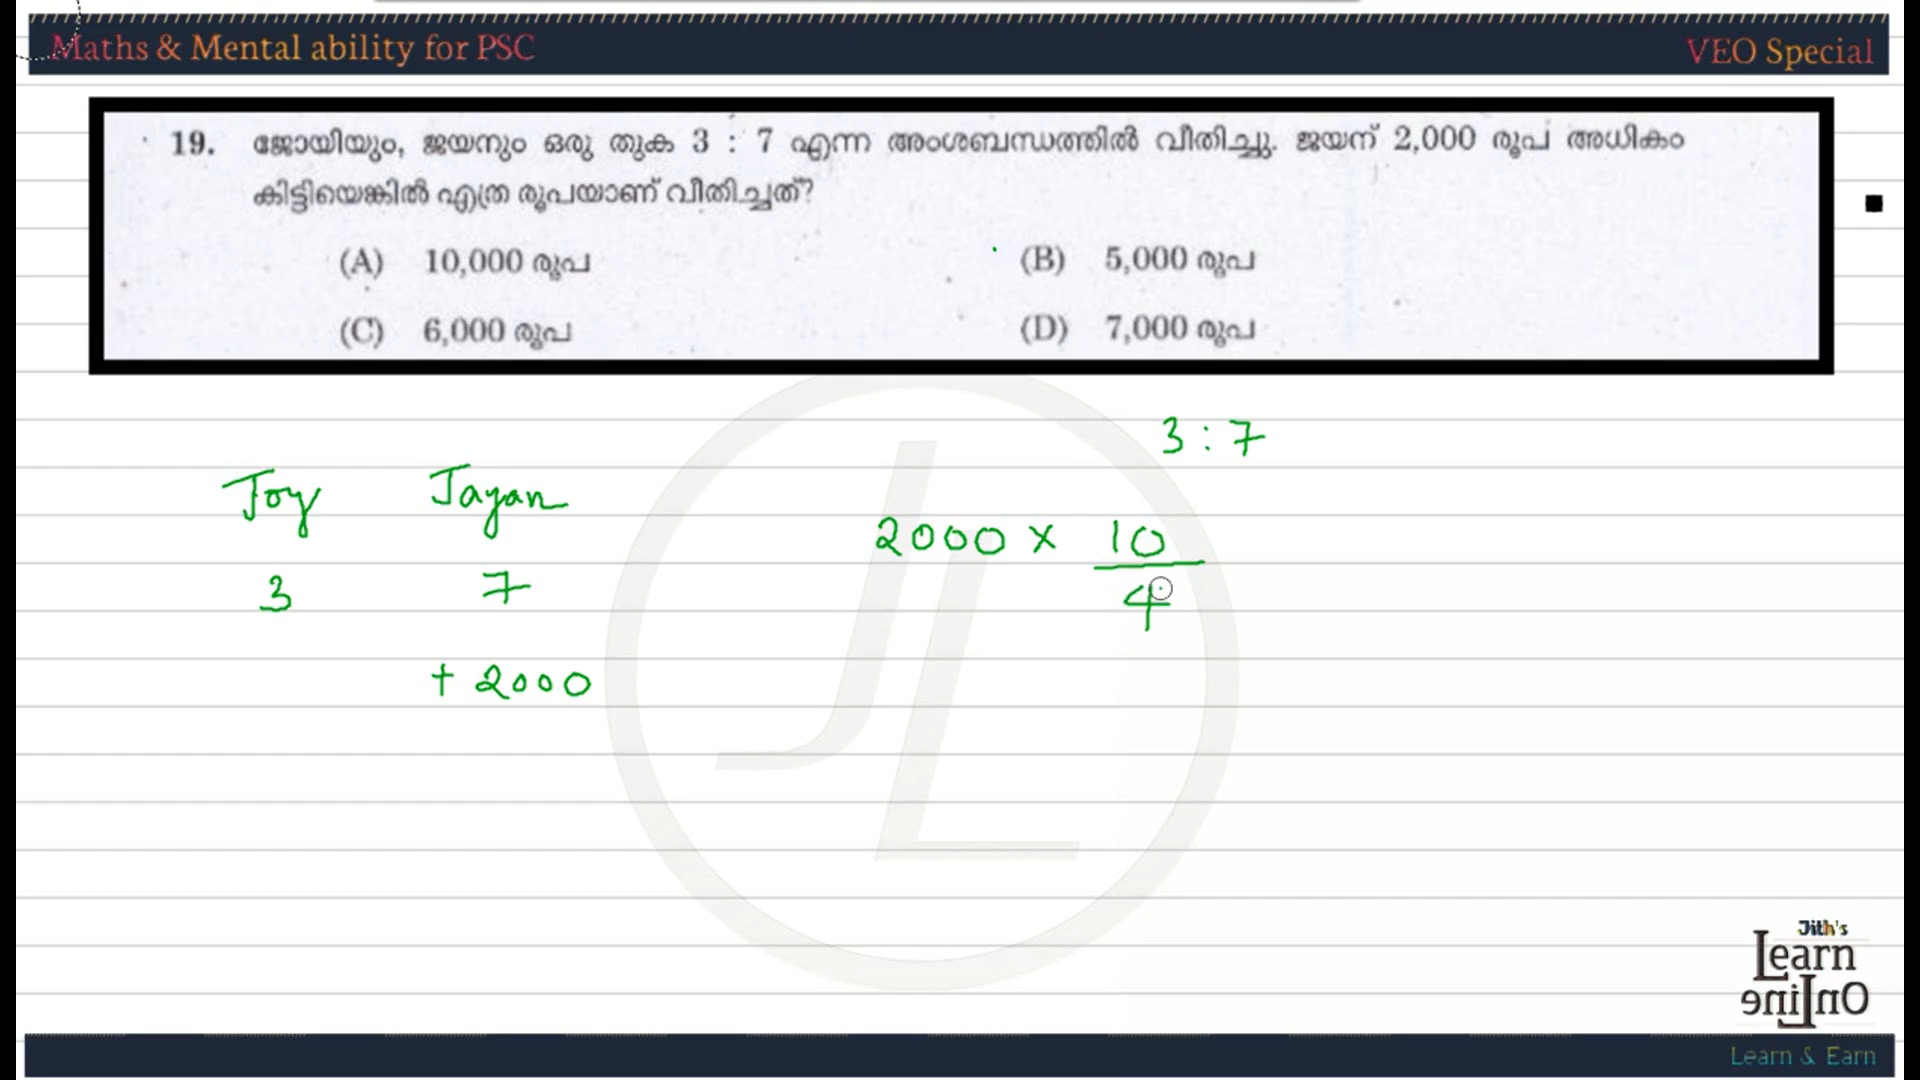 Maths & Mental ability for PSC
VEO Special
19. ജോയിയും, ജയനും ഒരു തുക 3 : 7 എന്ന അംശബന്ധത്തിൽ വീതിച്ചു. ജയന് 2,000 രൂപ അധികം
കിട്ടിയെങ്കിൽ എത്ര രൂപയാണ് വീതിച്ചത്?
(A) 10,000 രൂപ
(B) 5,000 രൂപ
(C) 6,000 രൂപ
(D) 7,000 രൂപ
3 : 7
Joy Jayan
2000 × 10
4
3 7
+ 2000
JL
Jith's
Learn
OnLine
Learn & Earn